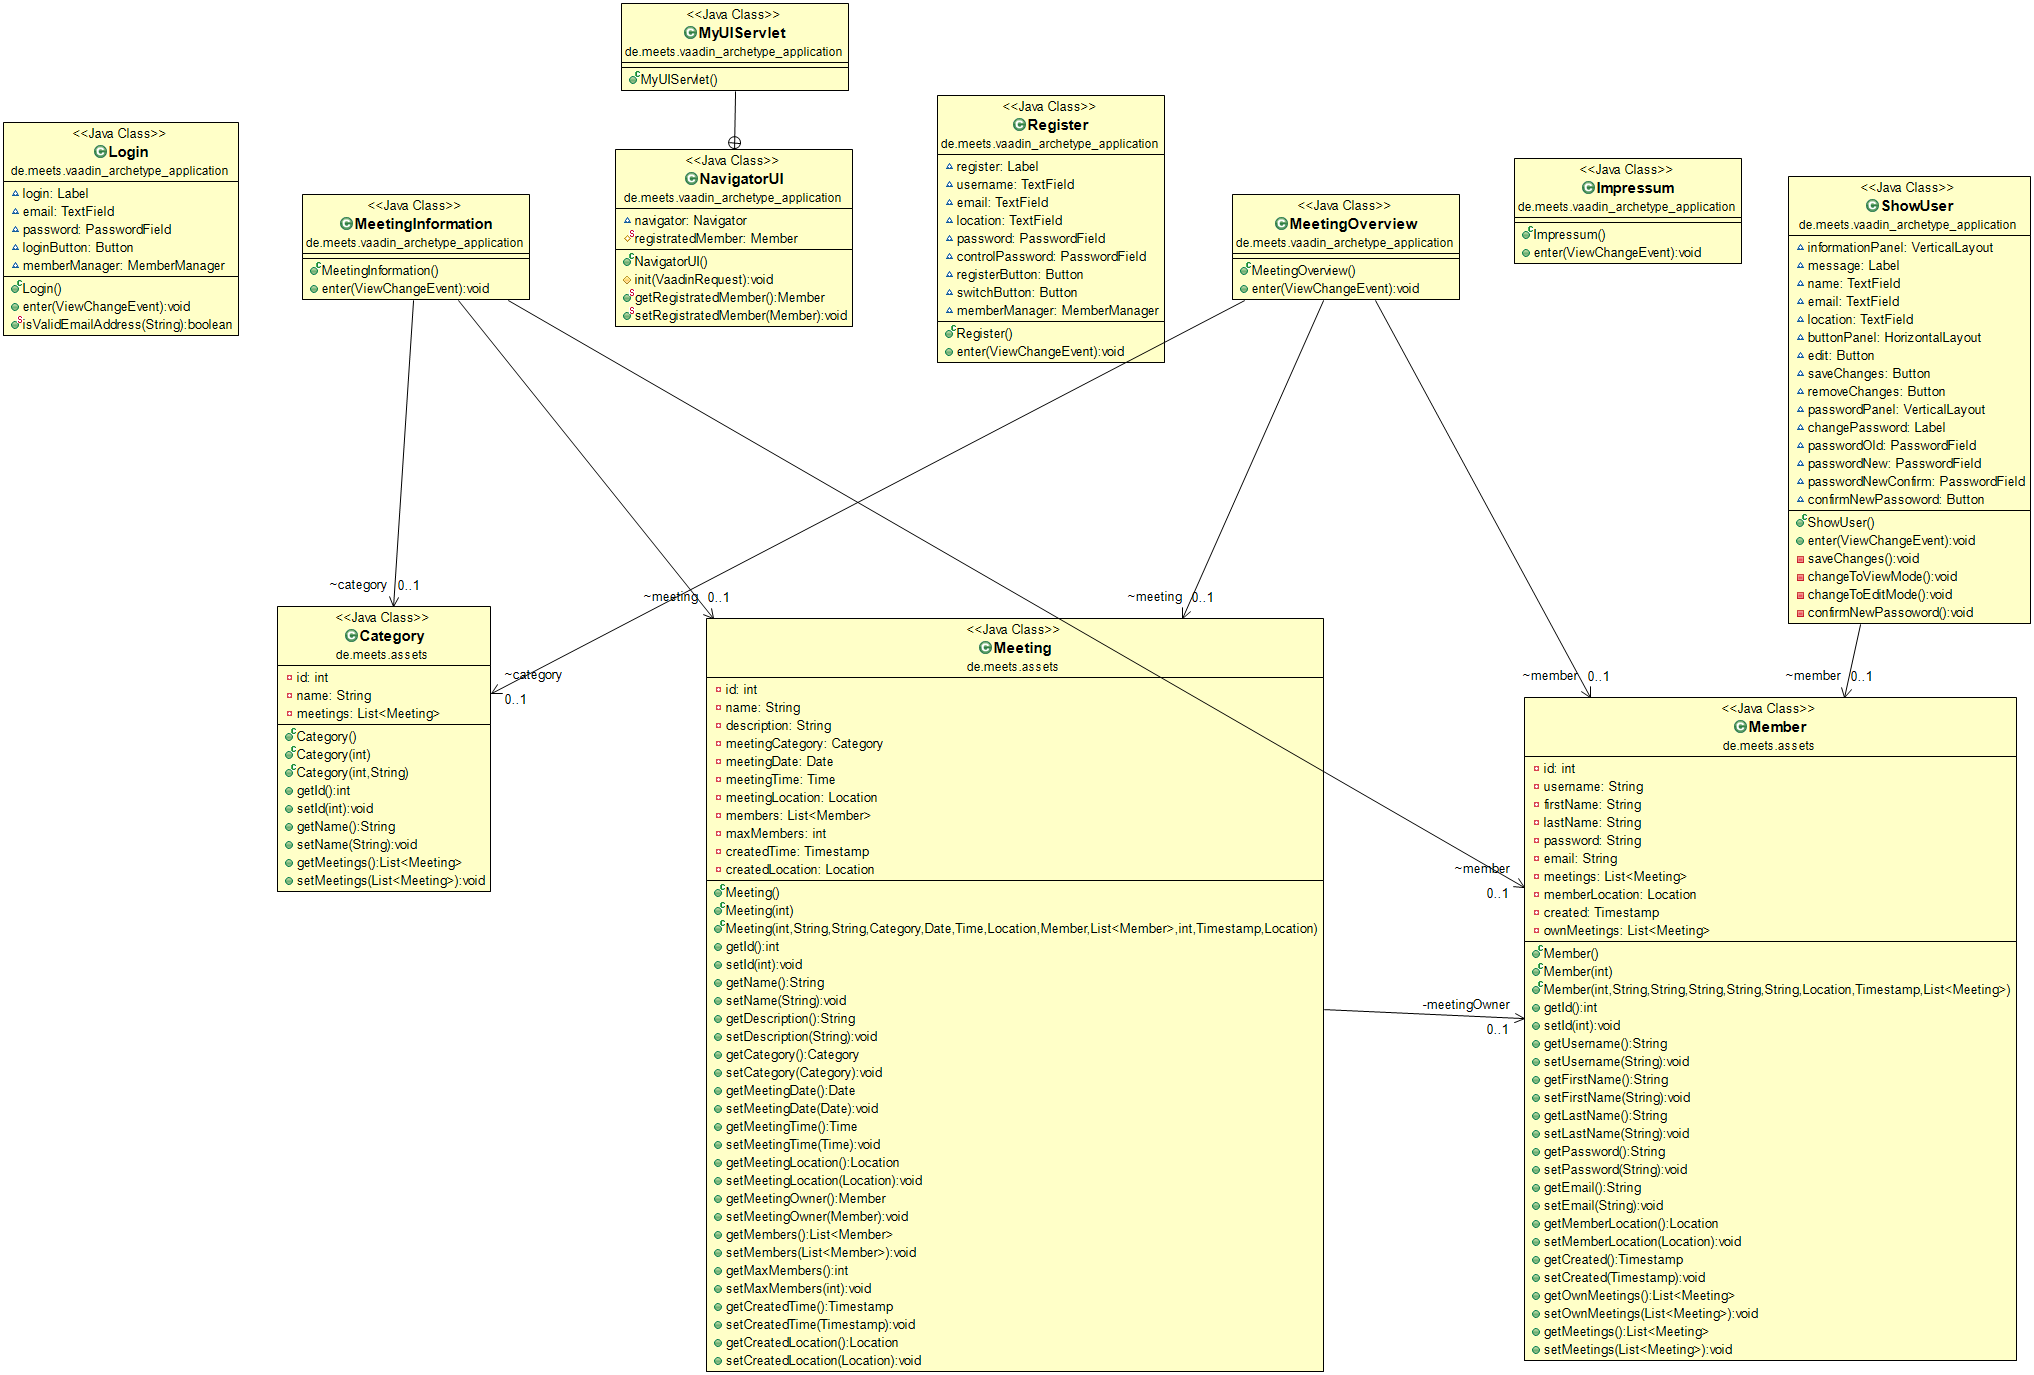 <<Java Class>>
MyUIServlet
de.meets.vaadin_archetype_application
MyUIServlet()
<<Java Class>>
Login
de.meets.vaadin_archetype_application
login: Label
email: TextField
password: PasswordField
loginButton: Button
memberManager: MemberManager
Login()
enter(ViewChangeEvent):void
isValidEmailAddress(String):boolean
<<Java Class>>
MeetingInformation
de.meets.vaadin_archetype_application
MeetingInformation()
enter(ViewChangeEvent):void
<<Java Class>>
NavigatorUI
de.meets.vaadin_archetype_application
navigator: Navigator
registratedMember: Member
NavigatorUI()
init(VaadinRequest):void
getRegistratedMember():Member
setRegistratedMember(Member):void
<<Java Class>>
Register
de.meets.vaadin_archetype_application
register: Label
username: TextField
email: TextField
location: TextField
password: PasswordField
controlPassword: PasswordField
registerButton: Button
switchButton: Button
memberManager: MemberManager
Register()
enter(ViewChangeEvent):void
<<Java Class>>
MeetingOverview
de.meets.vaadin_archetype_application
MeetingOverview()
enter(ViewChangeEvent):void
<<Java Class>>
Impressum
de.meets.vaadin_archetype_application
Impressum()
enter(ViewChangeEvent):void
<<Java Class>>
ShowUser
de.meets.vaadin_archetype_application
informationPanel: VerticalLayout
message: Label
name: TextField
email: TextField
location: TextField
buttonPanel: HorizontalLayout
edit: Button
saveChanges: Button
removeChanges: Button
passwordPanel: VerticalLayout
changePassword: Label
passwordOld: PasswordField
passwordNew: PasswordField
passwordNewConfirm: PasswordField
confirmNewPassoword: Button
ShowUser()
enter(ViewChangeEvent):void
saveChanges():void
changeToViewMode():void
changeToEditMode():void
confirmNewPassoword():void
~category 0..1
~meeting 0..1
~meeting 0..1
~category
0..1
~member 0..1
~member 0..1
<<Java Class>>
Category
de.meets.assets
id: int
name: String
meetings: List<Meeting>
Category()
Category(int)
Category(int,String)
getId():int
setId(int):void
getName():String
setName(String):void
getMeetings():List<Meeting>
setMeetings(List<Meeting>):void
<<Java Class>>
Meeting
de.meets.assets
id: int
name: String
description: String
meetingCategory: Category
meetingDate: Date
meetingTime: Time
meetingLocation: Location
members: List<Member>
maxMembers: int
createdTime: Timestamp
createdLocation: Location
Meeting()
Meeting(int)
Meeting(int,String,String,Category,Date,Time,Location,Member,List<Member>,int,Timestamp,Location)
getId():int
setId(int):void
getName():String
setName(String):void
getDescription():String
setDescription(String):void
getCategory():Category
setCategory(Category):void
getMeetingDate():Date
setMeetingDate(Date):void
getMeetingTime():Time
setMeetingTime(Time):void
getMeetingLocation():Location
setMeetingLocation(Location):void
getMeetingOwner():Member
setMeetingOwner(Member):void
getMembers():List<Member>
setMembers(List<Member>):void
getMaxMembers():int
setMaxMembers(int):void
getCreatedTime():Timestamp
setCreatedTime(Timestamp):void
getCreatedLocation():Location
setCreatedLocation(Location):void
~member
0..1
-meetingOwner
0..1
<<Java Class>>
Member
de.meets.assets
id: int
username: String
firstName: String
lastName: String
password: String
email: String
meetings: List<Meeting>
memberLocation: Location
created: Timestamp
ownMeetings: List<Meeting>
Member()
Member(int)
Member(int,String,String,String,String,String,Location,Timestamp,List<Meeting>)
getId():int
setId(int):void
getUsername():String
setUsername(String):void
getFirstName():String
setFirstName(String):void
getLastName():String
setLastName(String):void
getPassword():String
setPassword(String):void
getEmail():String
setEmail(String):void
getMemberLocation():Location
setMemberLocation(Location):void
getCreated():Timestamp
setCreated(Timestamp):void
getOwnMeetings():List<Meeting>
setOwnMeetings(List<Meeting>):void
getMeetings():List<Meeting>
setMeetings(List<Meeting>):void